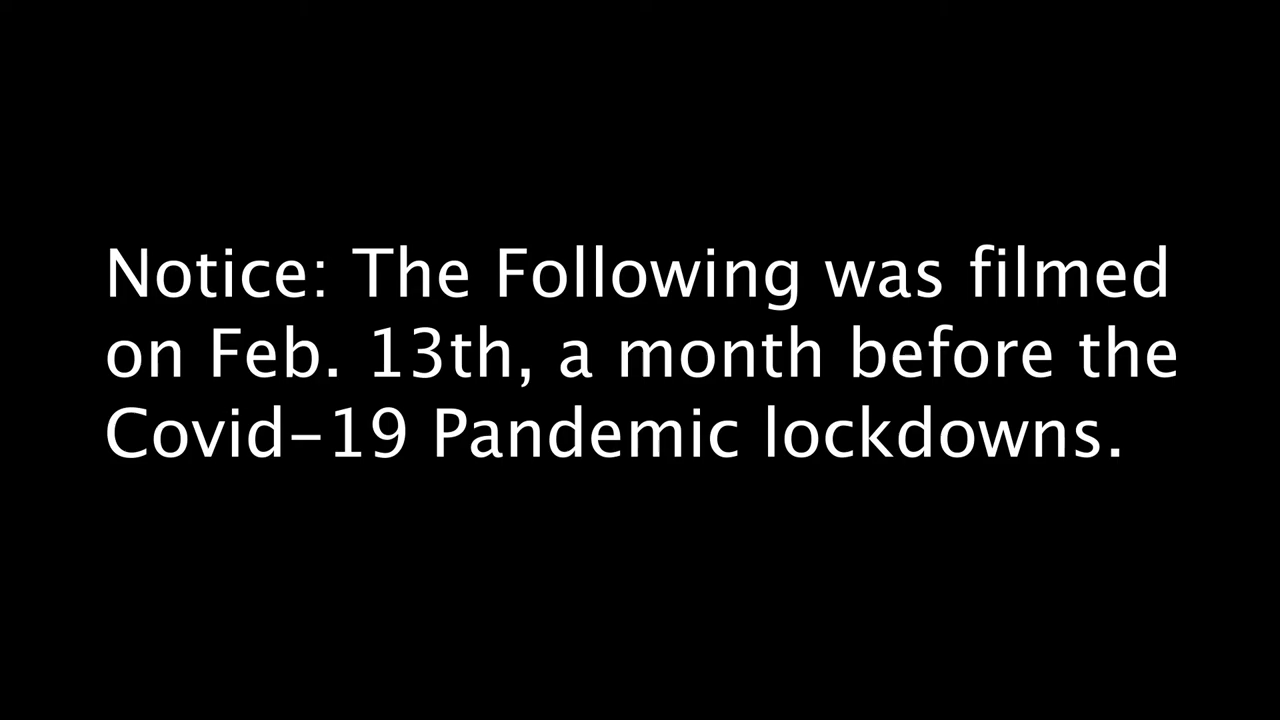 Notice: The Following was filmed
on Feb. 13th, a month before the
Covid-19 Pandemic lockdowns.